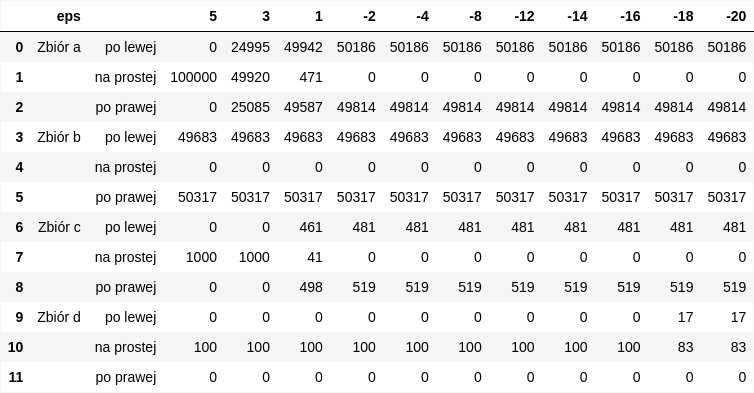 eps 5 3 1 -2 -4 -8 -12 -14 -16 -18 -20
0 Zbiór a po lewej 0 24995 49942 50186 50186 50186 50186 50186 50186 50186 50186
1 na prostej 100000 49920 471 0 0 0 0 0 0 0 0
2 po prawej 0 25085 49587 49814 49814 49814 49814 49814 49814 49814 49814
3 Zbiór b po lewej 49683 49683 49683 49683 49683 49683 49683 49683 49683 49683 49683
4 na prostej 0 0 0 0 0 0 0 0 0 0 0
5 po prawej 50317 50317 50317 50317 50317 50317 50317 50317 50317 50317 50317
6 Zbiór c po lewej 0 0 461 481 481 481 481 481 481 481 481
7 na prostej 1000 1000 41 0 0 0 0 0 0 0 0
8 po prawej 0 0 498 519 519 519 519 519 519 519 519
9 Zbiór d po lewej 0 0 0 0 0 0 0 0 0 17 17
10 na prostej 100 100 100 100 100 100 100 100 100 83 83
11 po prawej 0 0 0 0 0 0 0 0 0 0 0